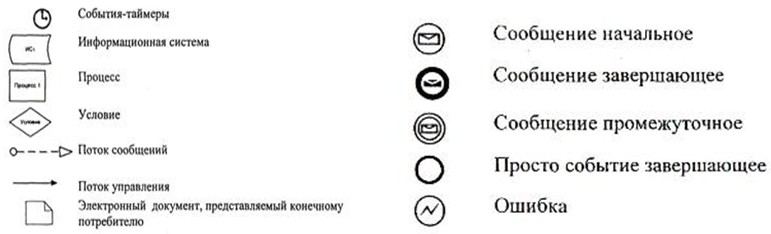 События-таймеры
ИС1
Информационная система
Процесс 1
Процесс
Условие
Условие
Поток сообщений
Поток управления
Электронный документ, представляемый конечному
потребителю
Сообщение начальное
Сообщение завершающее
Сообщение промежуточное
Просто событие завершающее
Ошибка